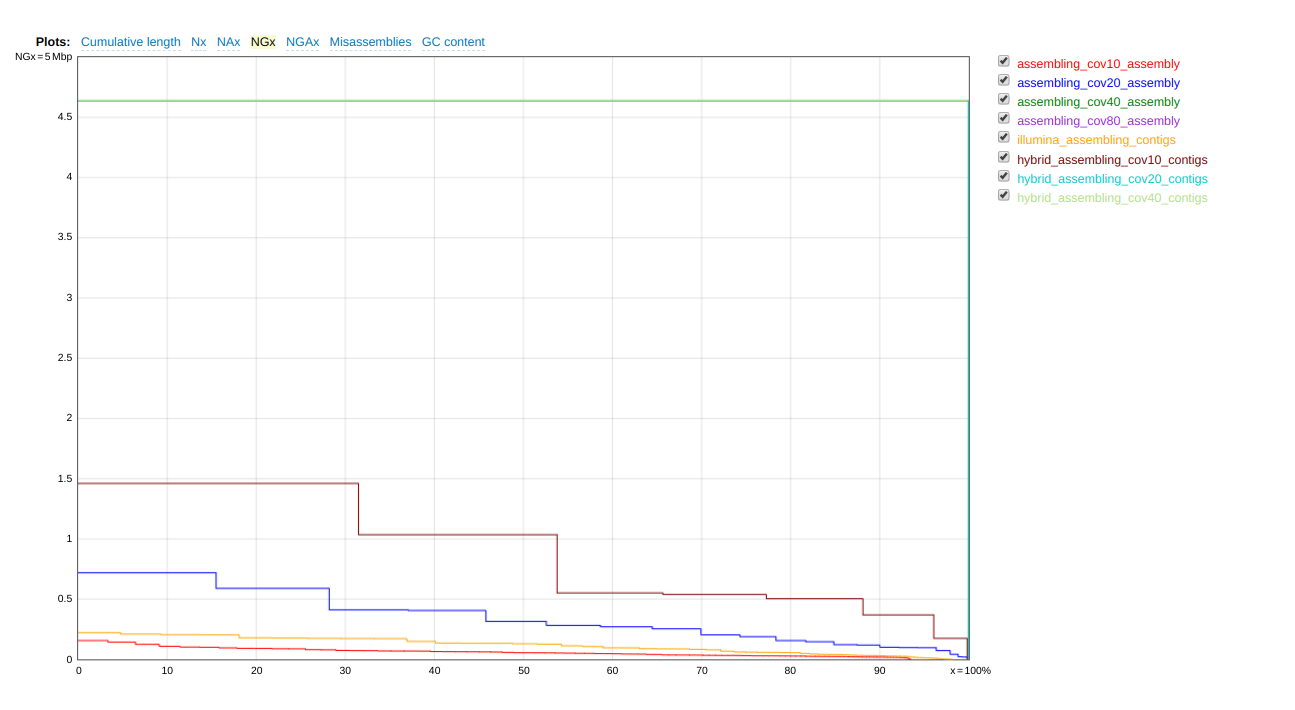 Plots: Cumulative length Nx NAx NGx NGAx Misassemblies GC content
NGx = 5 Mbp
4.5
4
3.5
3
2.5
2
1.5
1
0.5
0
0 10 20 30 40 50 60 70 80 90 x = 100%
assembling_cov10_assembly
assembling_cov20_assembly
assembling_cov40_assembly
assembling_cov80_assembly
illumina_assembling_contigs
hybrid_assembling_cov10_contigs
hybrid_assembling_cov20_contigs
hybrid_assembling_cov40_contigs